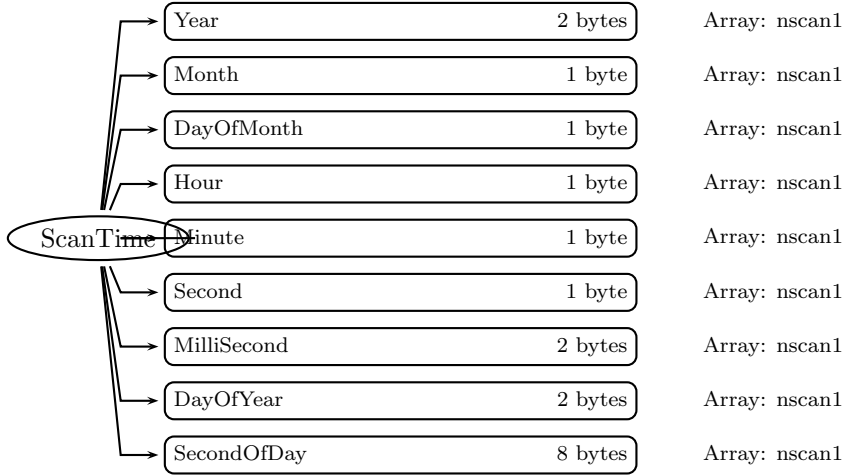 Year 2 bytes Array: nscan1
Month 1 byte Array: nscan1
DayOfMonth 1 byte Array: nscan1
Hour 1 byte Array: nscan1
ScanTime Minute 1 byte Array: nscan1
Second 1 byte Array: nscan1
MilliSecond 2 bytes Array: nscan1
DayOfYear 2 bytes Array: nscan1
SecondOfDay 8 bytes Array: nscan1